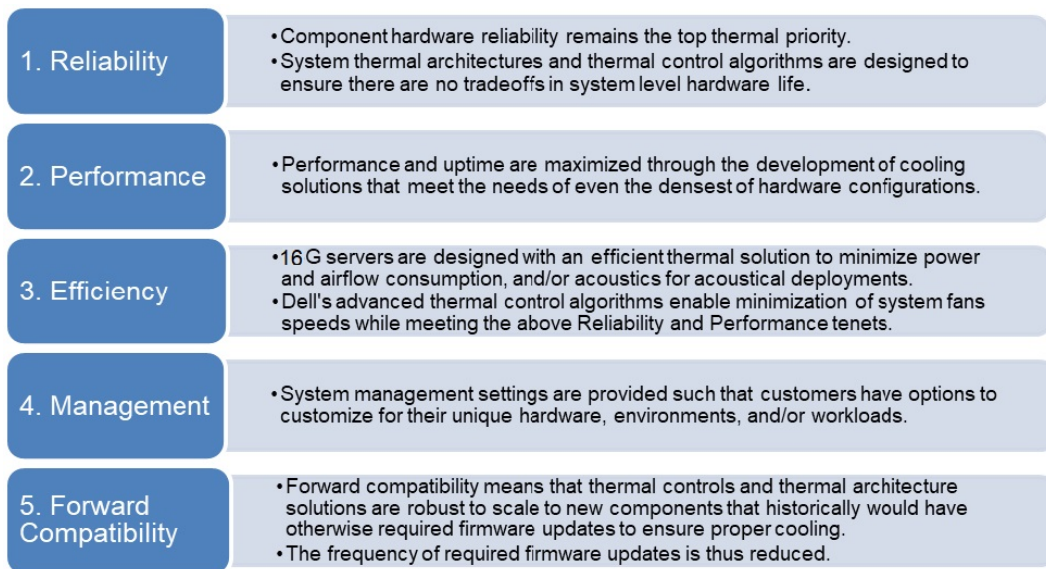 1. Reliability
•Component hardware reliability remains the top thermal priority.
•System thermal architectures and thermal control algorithms are designed to
ensure there are no tradeoffs in system level hardware life.
2. Performance
•Performance and uptime are maximized through the development of cooling
solutions that meet the needs of even the densest of hardware configurations.
3. Efficiency
•16G servers are designed with an efficient thermal solution to minimize power
and airflow consumption, and/or acoustics for acoustical deployments.
•Dell's advanced thermal control algorithms enable minimization of system fans
speeds while meeting the above Reliability and Performance tenets.
4. Management
•System management settings are provided such that customers have options to
customize for their unique hardware, environments, and/or workloads.
5. Forward
Compatibility
•Forward compatibility means that thermal controls and thermal architecture
solutions are robust to scale to new components that historically would have
otherwise required firmware updates to ensure proper cooling.
•The frequency of required firmware updates is thus reduced.